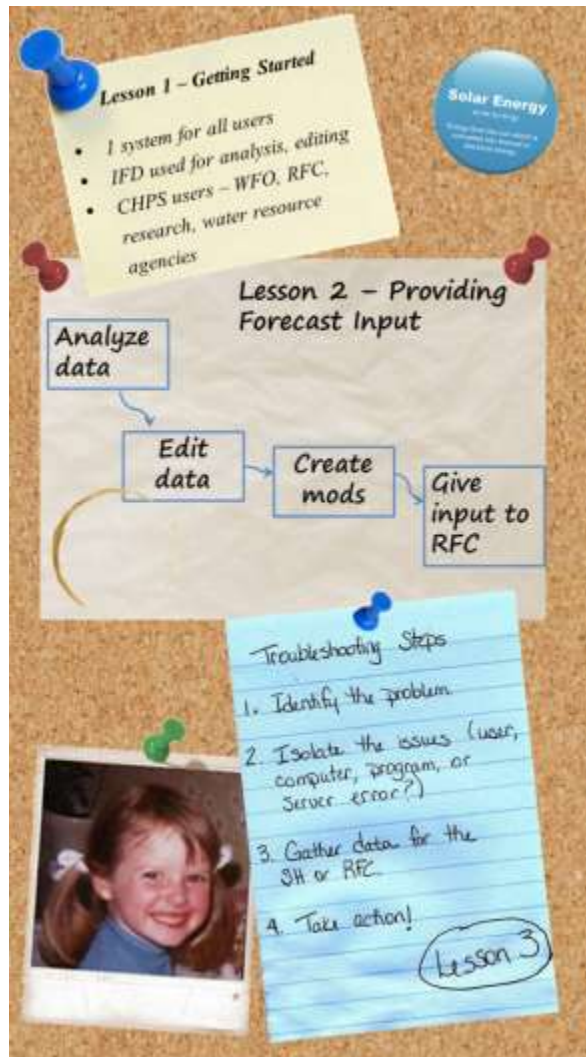 Lesson 1 – Getting Started
• 1 system for all users
• IFD used for analysis, editing
• CHPS users – WFO, RFC,
research, water resource
agencies
Solar Energy
Lesson 2 – Providing
Forecast Input
Analyze
data
Edit
data
Create
mods
Give
input to
RFC
Troubleshooting Steps
1. Identify the problem
2. Isolate the issues (user,
computer, program, or
server error?)
3. Gather data for the
SH or RFC
4. Take action!
Lesson 3